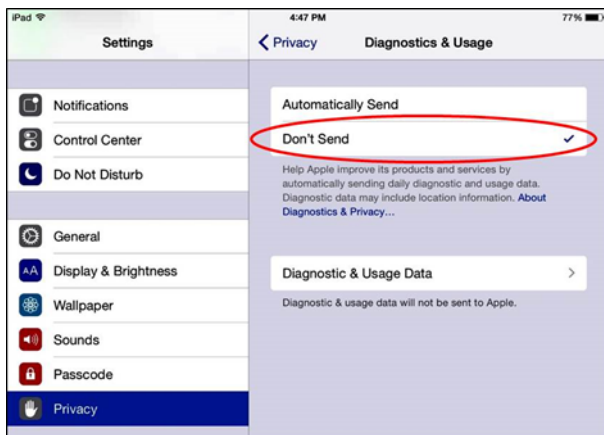 iPad 4:47 PM 77%
Settings
Privacy Diagnostics & Usage
Notifications
Control Center
Do Not Disturb
General
Display & Brightness
Wallpaper
Sounds
Passcode
Privacy
Automatically Send
Don't Send
Help Apple improve its products and services by
automatically sending daily diagnostic and usage data.
Diagnostic data may include location information. About
Diagnostics & Privacy...
Diagnostic & Usage Data
Diagnostic & usage data will not be sent to Apple.